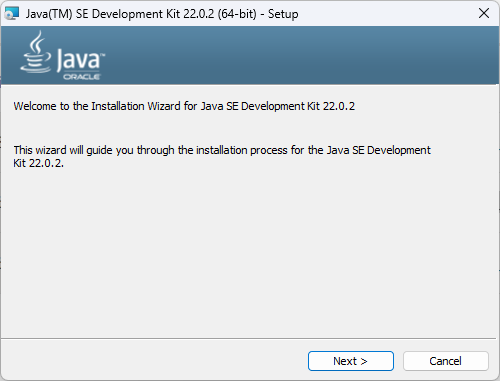 Java(TM) SE Development Kit 22.0.2 (64-bit) - Setup
Java™
ORACLE
Welcome to the Installation Wizard for Java SE Development Kit 22.0.2
This wizard will guide you through the installation process for the Java SE Development
Kit 22.0.2.
Next >
Cancel